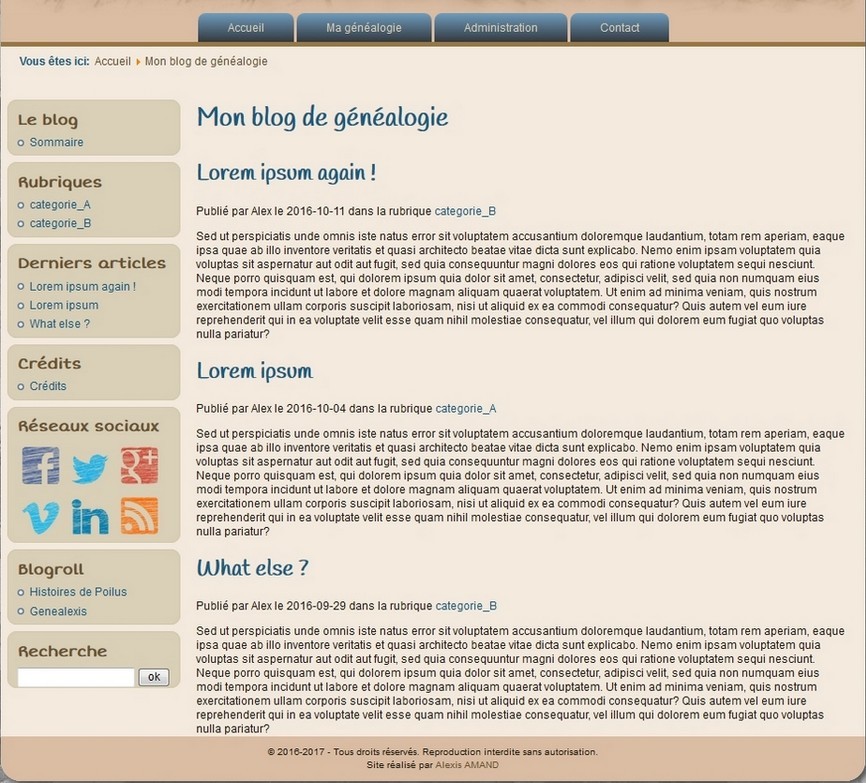 Accueil
Ma généalogie
Administration
Contact
Vous êtes ici: Accueil Mon blog de généalogie
Le blog
Sommaire
Rubriques
categorie_A
categorie_B
Derniers articles
Lorem ipsum again !
Lorem ipsum
What else ?
Crédits
Crédits
Réseaux sociaux
Blogroll
Histoires de Poilus
Genealexis
Recherche
ok
Mon blog de généalogie
Lorem ipsum again !
Publié par Alex le 2016-10-11 dans la rubrique categorie_B
Sed ut perspiciatis unde omnis iste natus error sit voluptatem accusantium doloremque laudantium, totam rem aperiam, eaque
ipsa quae ab illo inventore veritatis et quasi architecto beatae vitae dicta sunt explicabo. Nemo enim ipsam voluptatem quia
voluptas sit aspernatur aut odit aut fugit, sed quia consequuntur magni dolores eos qui ratione voluptatem sequi nesciunt.
Neque porro quisquam est, qui dolorem ipsum quia dolor sit amet, consectetur, adipisci velit, sed quia non numquam eius
modi tempora incidunt ut labore et dolore magnam aliquam quaerat voluptatem. Ut enim ad minima veniam, quis nostrum
exercitationem ullam corporis suscipit laboriosam, nisi ut aliquid ex ea commodi consequatur? Quis autem vel eum iure
reprehenderit qui in ea voluptate velit esse quam nihil molestiae consequatur, vel illum qui dolorem eum fugiat quo voluptas
nulla pariatur?
Lorem ipsum
Publié par Alex le 2016-10-04 dans la rubrique categorie_A
Sed ut perspiciatis unde omnis iste natus error sit voluptatem accusantium doloremque laudantium, totam rem aperiam, eaque
ipsa quae ab illo inventore veritatis et quasi architecto beatae vitae dicta sunt explicabo. Nemo enim ipsam voluptatem quia
voluptas sit aspernatur aut odit aut fugit, sed quia consequuntur magni dolores eos qui ratione voluptatem sequi nesciunt.
Neque porro quisquam est, qui dolorem ipsum quia dolor sit amet, consectetur, adipisci velit, sed quia non numquam eius
modi tempora incidunt ut labore et dolore magnam aliquam quaerat voluptatem. Ut enim ad minima veniam, quis nostrum
exercitationem ullam corporis suscipit laboriosam, nisi ut aliquid ex ea commodi consequatur? Quis autem vel eum iure
reprehenderit qui in ea voluptate velit esse quam nihil molestiae consequatur, vel illum qui dolorem eum fugiat quo voluptas
nulla pariatur?
What else ?
Publié par Alex le 2016-09-29 dans la rubrique categorie_B
Sed ut perspiciatis unde omnis iste natus error sit voluptatem accusantium doloremque laudantium, totam rem aperiam, eaque
ipsa quae ab illo inventore veritatis et quasi architecto beatae vitae dicta sunt explicabo. Nemo enim ipsam voluptatem quia
voluptas sit aspernatur aut odit aut fugit, sed quia consequuntur magni dolores eos qui ratione voluptatem sequi nesciunt.
Neque porro quisquam est, qui dolorem ipsum quia dolor sit amet, consectetur, adipisci velit, sed quia non numquam eius
modi tempora incidunt ut labore et dolore magnam aliquam quaerat voluptatem. Ut enim ad minima veniam, quis nostrum
exercitationem ullam corporis suscipit laboriosam, nisi ut aliquid ex ea commodi consequatur? Quis autem vel eum iure
reprehenderit qui in ea voluptate velit esse quam nihil molestiae consequatur, vel illum qui dolorem eum fugiat quo voluptas
nulla pariatur?
© 2016-2017 - Tous droits réservés. Reproduction interdite sans autorisation.
Site réalisé par Alexis AMAND